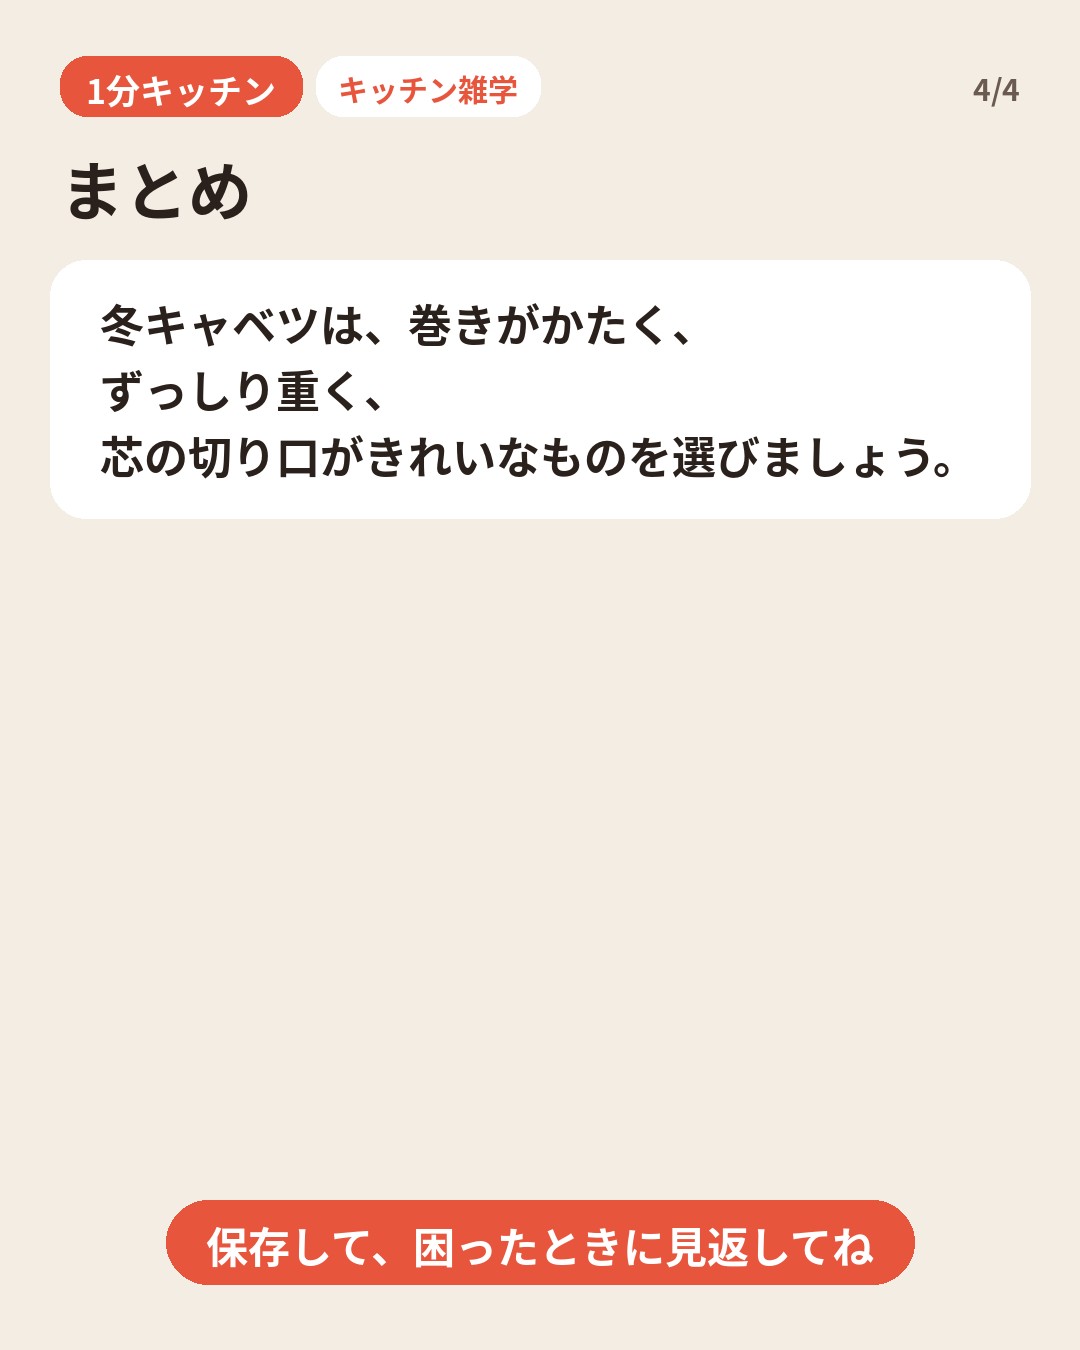 1分キッチン
キッチン雑学
4/4
まとめ
冬キャベツは、巻きがかたく、
ずっしり重く、
芯の切り口がきれいなものを選びましょう。
保存して、困ったときに見返してね